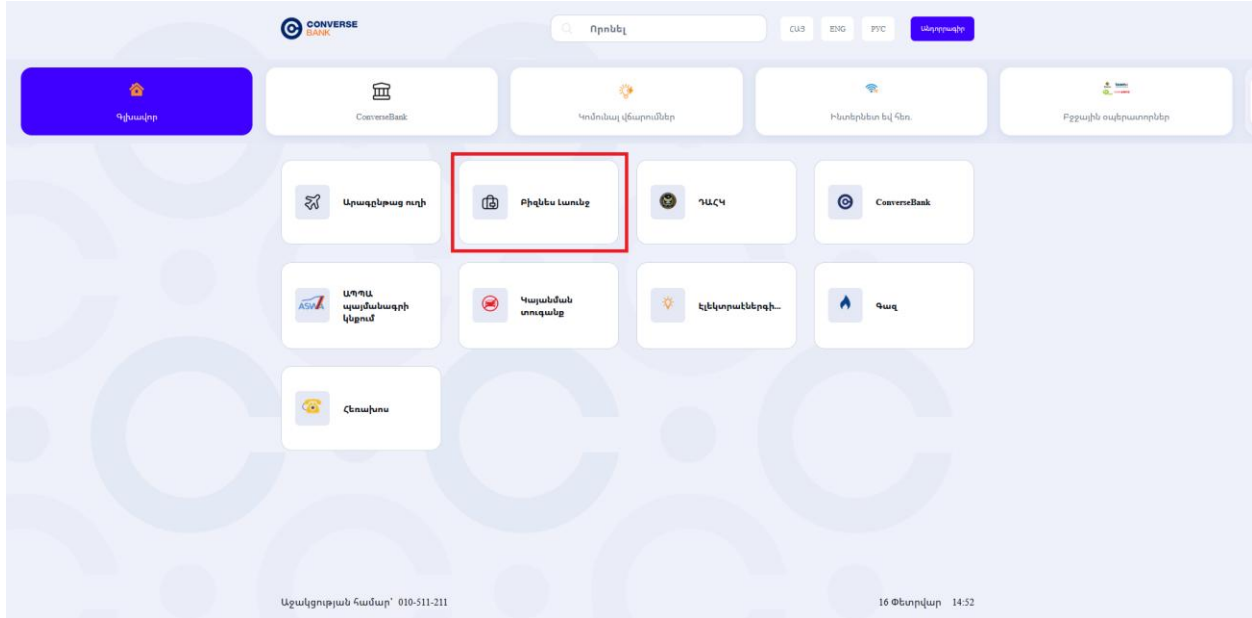 CONVERSE
BANK
Որոնել
ՀԱՅ
ENG
РУС
Անդորրագիր
Գլխավոր
ConverseBank
Կոմունալ վճարումներ
Ինտերնետ եվ հեռ.
Բջջային օպերատորներ
Արագընթաց ուղի
Բիզնես Լաունջ
ԴԱՀԿ
ConverseBank
ASWA
ԱՊՊԱ
պայմանագրի
կնքում
Կայանման
տուգանք
Էլեկտրաէներգի...
Գազ
Հեռախոս
Աջակցության համար՝ 010-511-211
16 Փետրվար 14:52